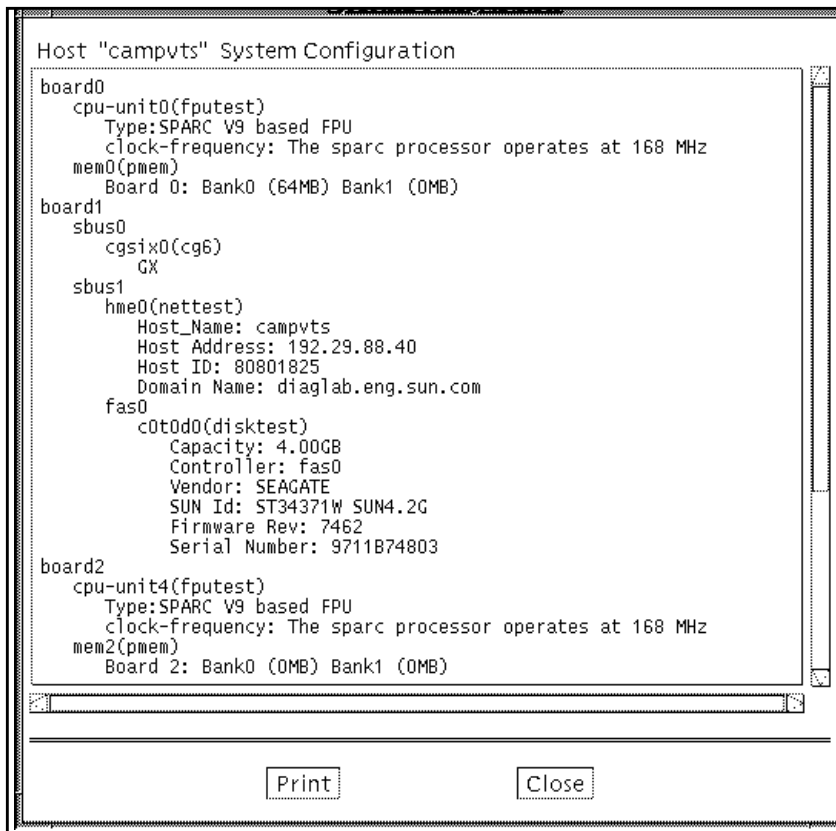 Host "campvts" System Configuration
board0
cpu-unit0(fputest)
Type:SPARC V9 based FPU
clock-frequency: The sparc processor operates at 168 MHz
mem0(pmem)
Board 0: Bank0 (64MB) Bank1 (0MB)
board1
sbus0
cgsix0(cg6)
GX
sbus1
hme0(nettest)
Host_Name: campvts
Host Address: 192.29.88.40
Host ID: 80801825
Domain Name: diaglab.eng.sun.com
fas0
c0t0d0(disktest)
Capacity: 4.00GB
Controller: fas0
Vendor: SEAGATE
SUN Id: ST34371W SUN4.2G
Firmware Rev: 7462
Serial Number: 9711B74803
board2
cpu-unit4(fputest)
Type:SPARC V9 based FPU
clock-frequency: The sparc processor operates at 168 MHz
mem2(pmem)
Board 2: Bank0 (0MB) Bank1 (0MB)
Print Close